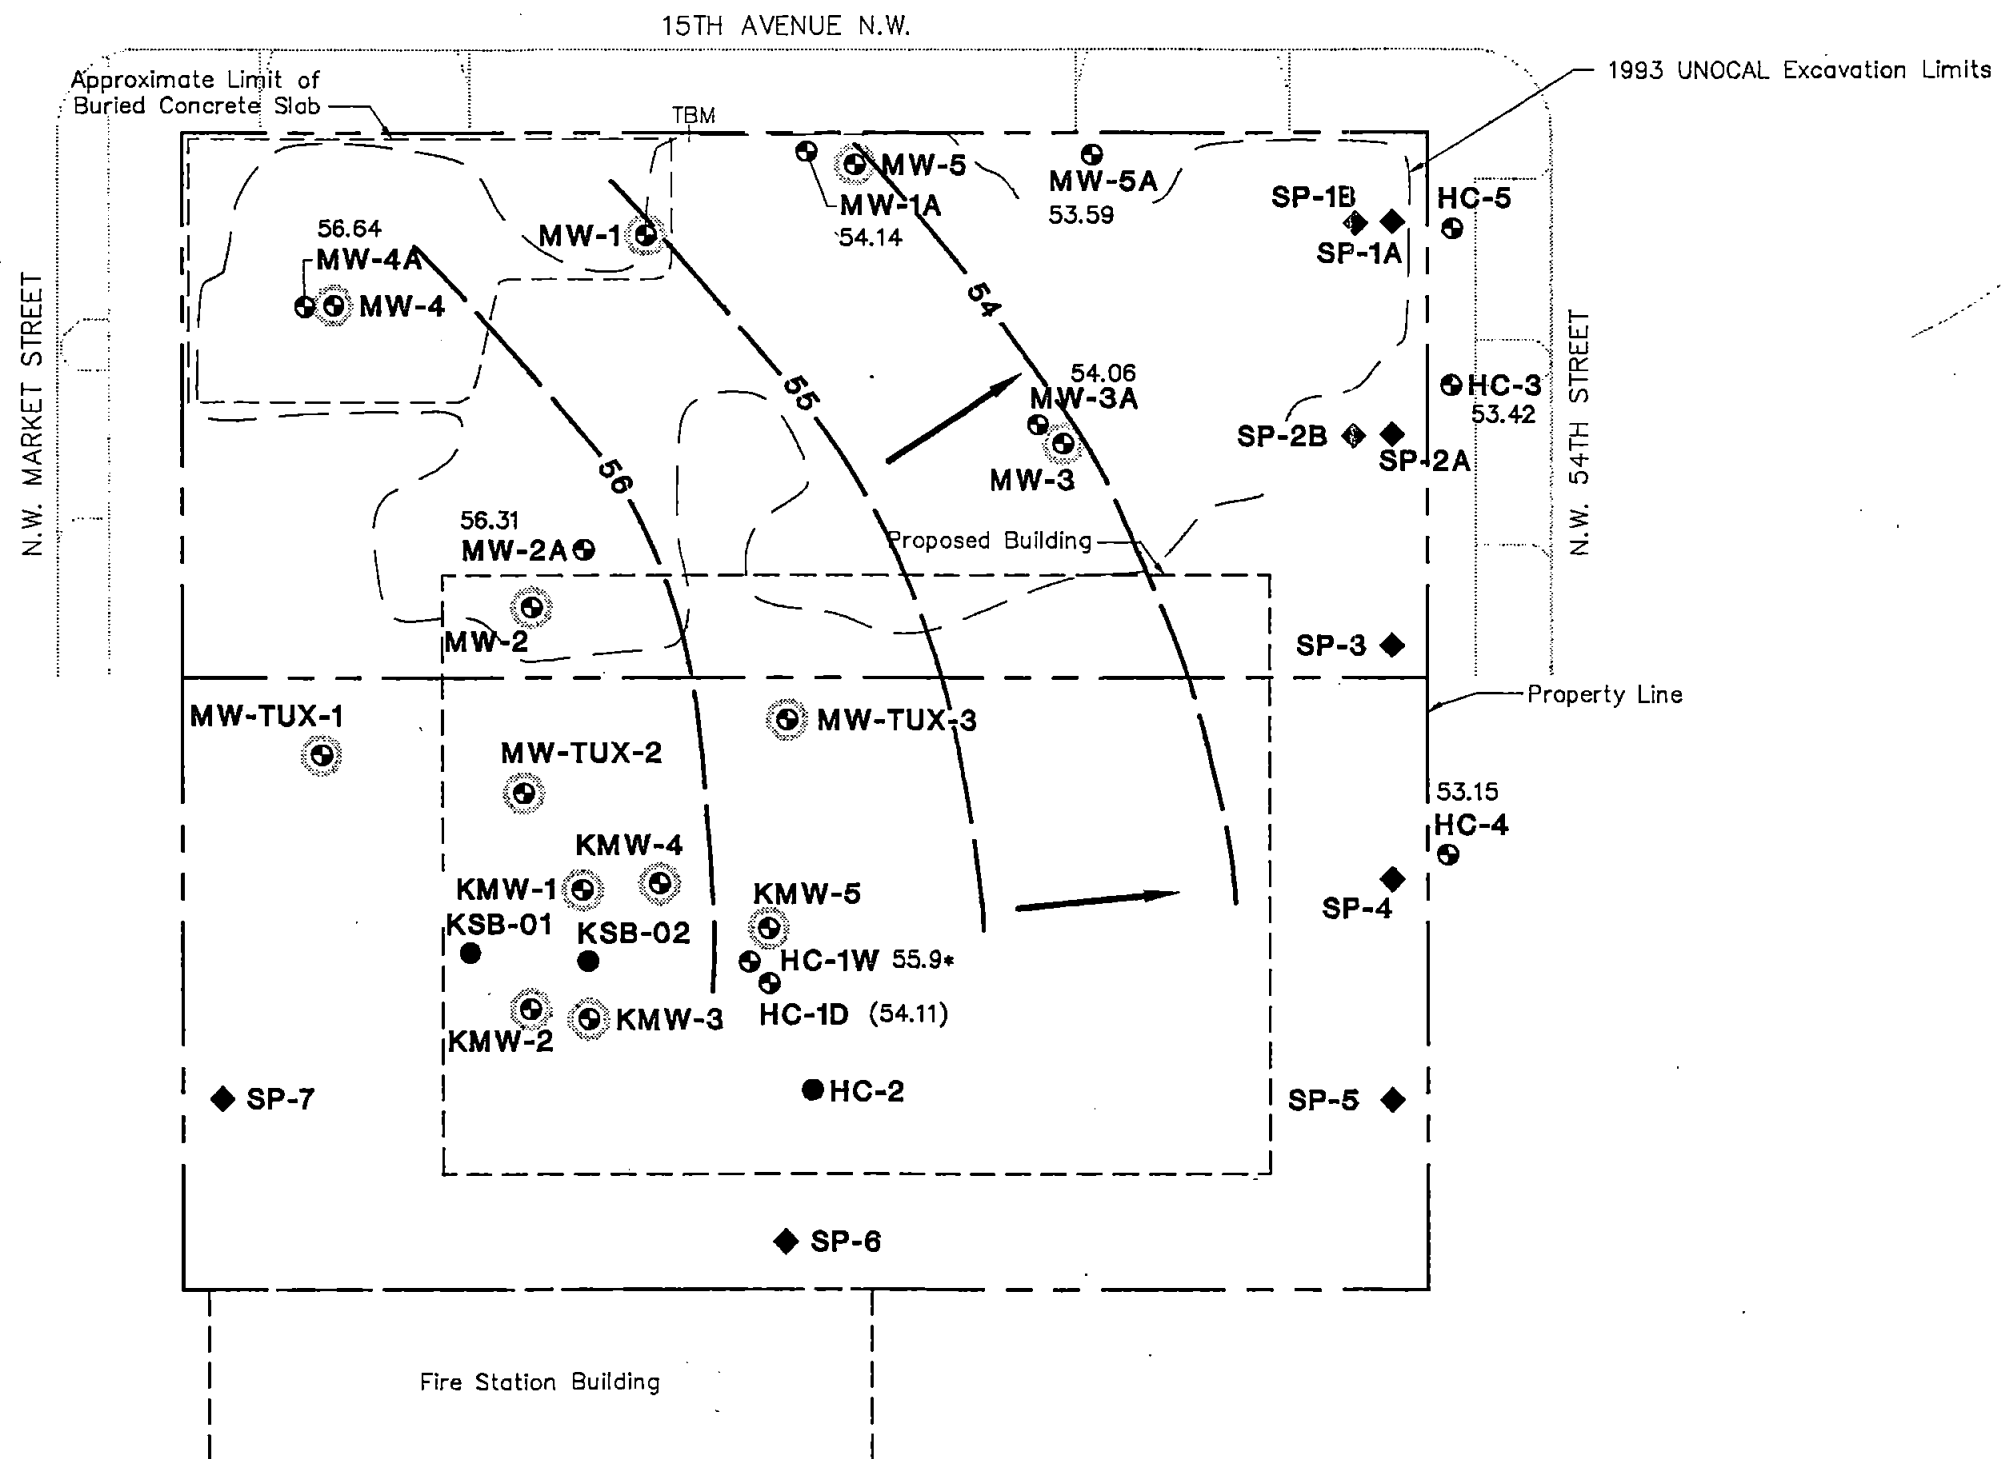 15TH AVENUE N.W.
Approximate Limit of
Buried Concrete Slab
1993 UNOCAL Excavation Limits
TBM
MW-5
MW-5A
53.59
MW-1A
54.14
SP-1B
SP-1A
HC-5
56.64
MW-4A
MW-4
MW-1
54
N.W. MARKET STREET
N.W. 54TH STREET
55
54.06
MW-3A
MW-3
HC-3
53.42
SP-2B
SP-2A
56
56.31
MW-2A
Proposed Building
MW-2
SP-3
Property Line
MW-TUX-1
MW-TUX-3
MW-TUX-2
53.15
HC-4
KMW-4
KMW-1
KMW-5
SP-4
KSB-01
KSB-02
HC-1W 55.9*
HC-1D (54.11)
KMW-3
KMW-2
HC-2
SP-7
SP-5
SP-6
Fire Station Building